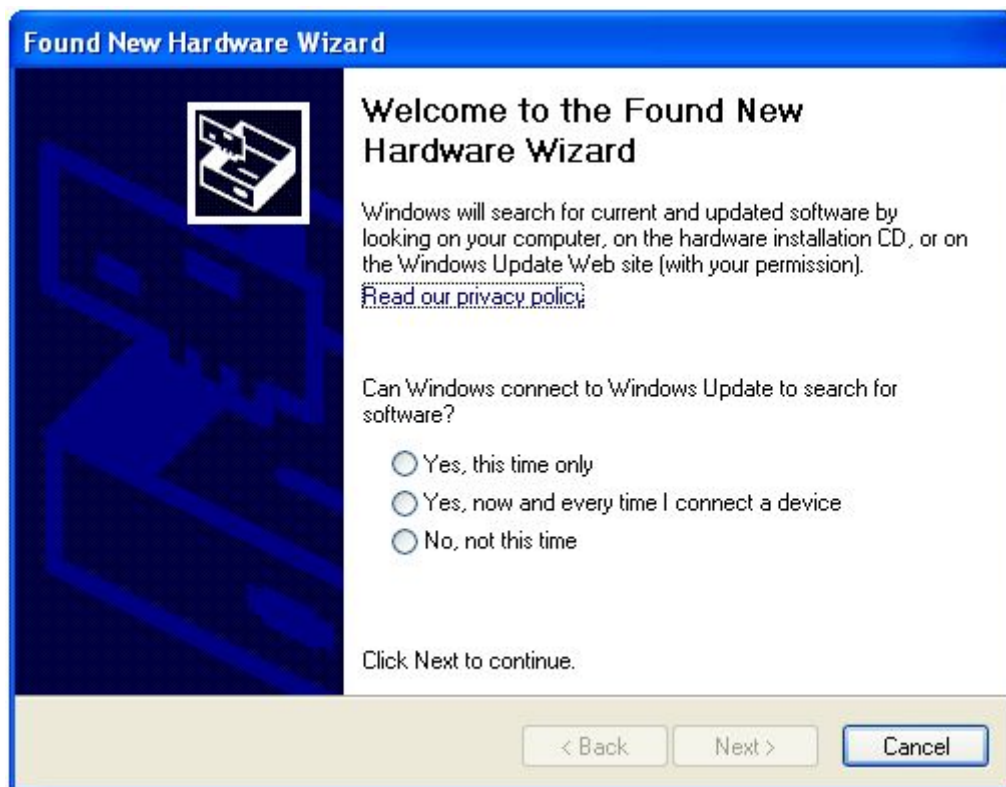 Found New Hardware Wizard
Welcome to the Found New
Hardware Wizard
Windows will search for current and updated software by
looking on your computer, on the hardware installation CD, or on
the Windows Update Web site (with your permission).
Read our privacy policy
Can Windows connect to Windows Update to search for
software?
Yes, this time only
Yes, now and every time I connect a device
No, not this time
Click Next to continue.
< Back
Next >
Cancel